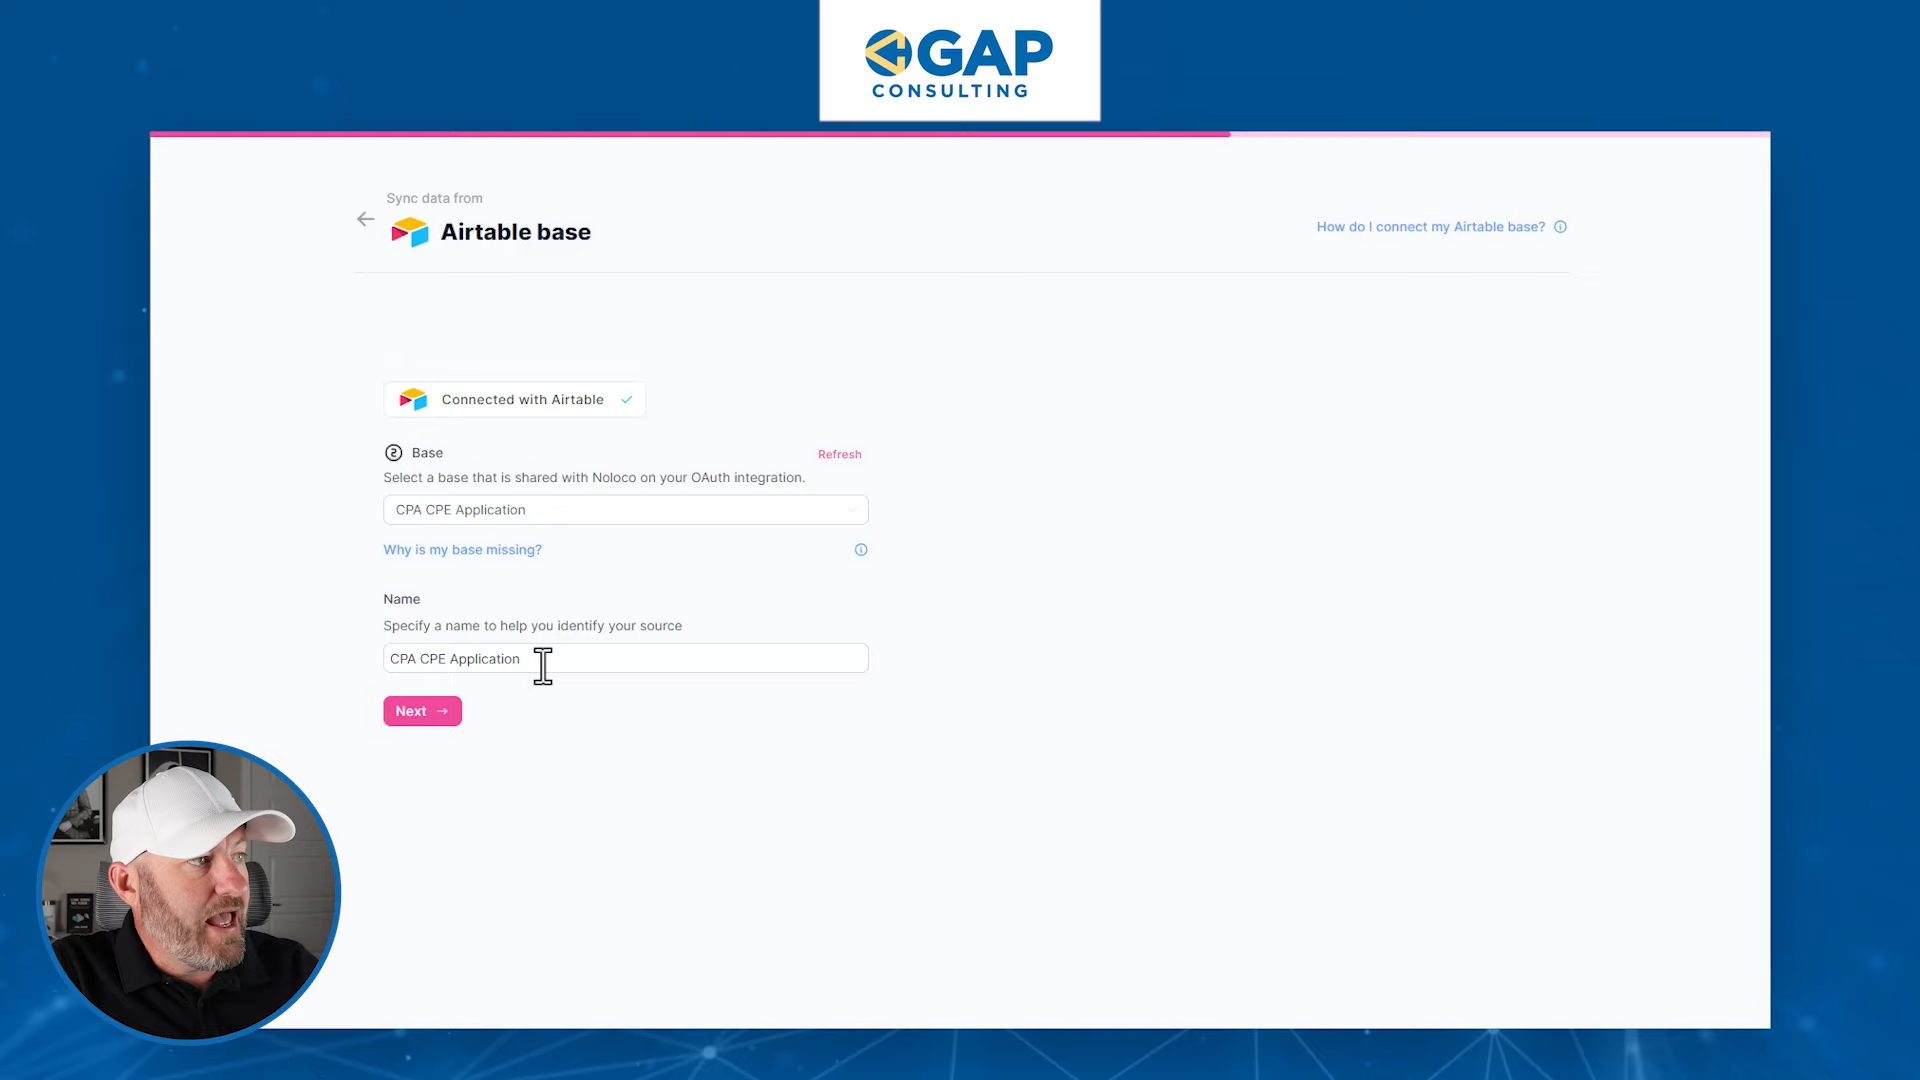 GAP
CONSULTING
Sync data from
Airtable base
How do I connect my Airtable base?
Connected with Airtable
2 Base
Refresh
Select a base that is shared with Noloco on your OAuth integration.
CPA CPE Application
Why is my base missing?
Name
Specify a name to help you identify your source
CPA CPE Application
Next →